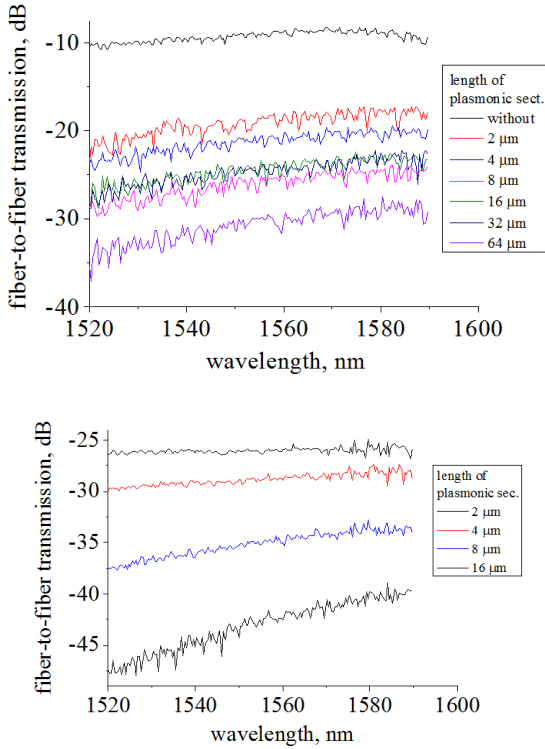 fiber-to-fiber transmission, dB
-10
-20
-30
-40
1520
1540
1560
1580
1600
wavelength, nm
length of
plasmonic sect.
without
2 μm
4 μm
8 μm
16 μm
32 μm
64 μm
fiber-to-fiber transmission, dB
-25
-30
-35
-40
-45
1520
1540
1560
1580
1600
wavelength, nm
length of
plasmonic sec.
2 μm
4 μm
8 μm
16 μm